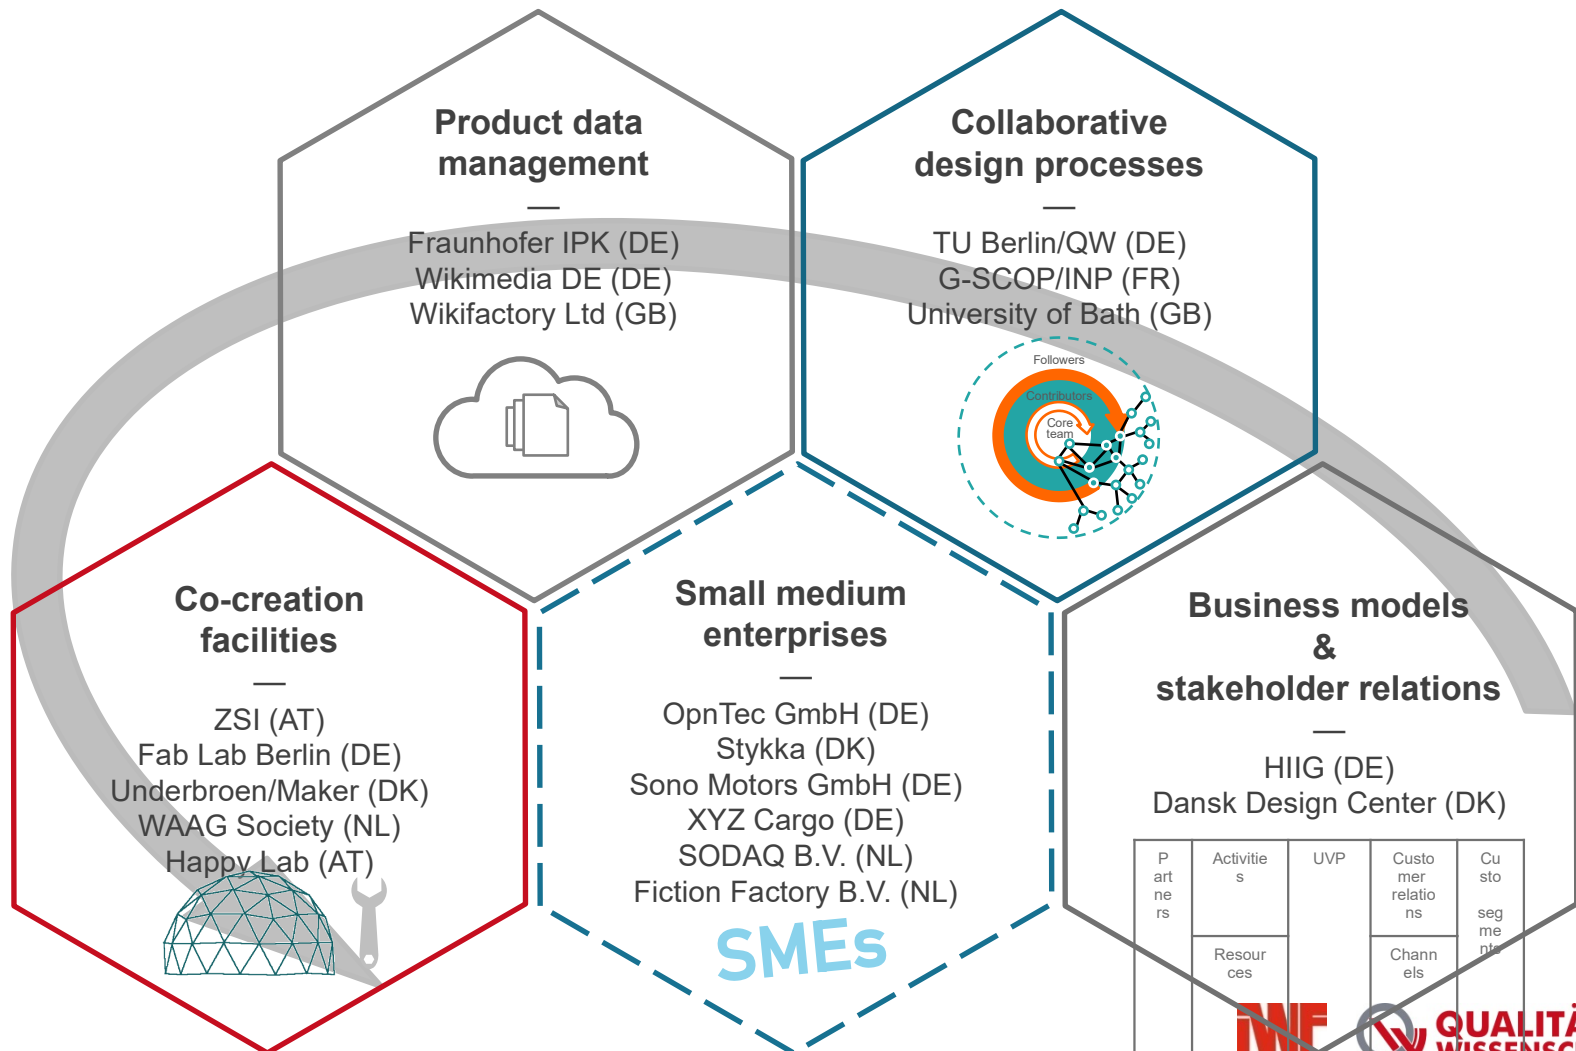 Product data
management
Fraunhofer IPK (DE)
Wikimedia DE (DE)
Wikifactory Ltd (GB)
Collaborative
design processes
TU Berlin/QW (DE)
G-SCOP/INP (FR)
University of Bath (GB)
Followers
Contributors
Core
team
Co-creation
facilities
ZSI (AT)
Fab Lab Berlin (DE)
Underbroen/Maker (DK)
WAAG Society (NL)
Happy Lab (AT)
Small medium
enterprises
OpnTec GmbH (DE)
Stykka (DK)
Sono Motors GmbH (DE)
XYZ Cargo (DE)
SODAQ B.V. (NL)
Fiction Factory B.V. (NL)
SMEs
Business models
&
stakeholder relations
HIIG (DE)
Dansk Design Center (DK)
P
art
ne
rs
Activitie
s
Resour
ces
UVP
Custo
mer
relatio
ns
Chann
els
Cu
sto
seg
me
nts
iWF
QUALITÄ
WISSENSCH